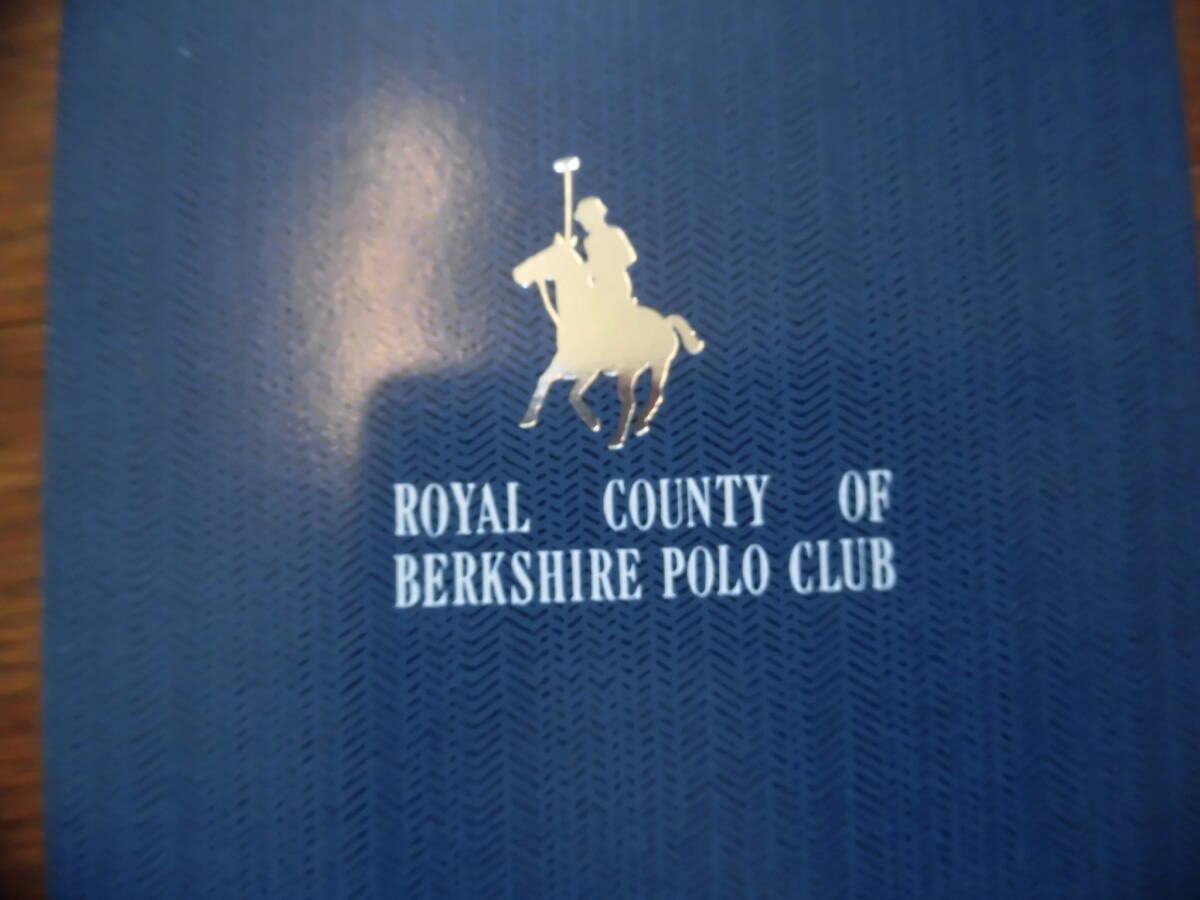 ROYAL COUNTY OF
BERKSHIRE POLO CLUB